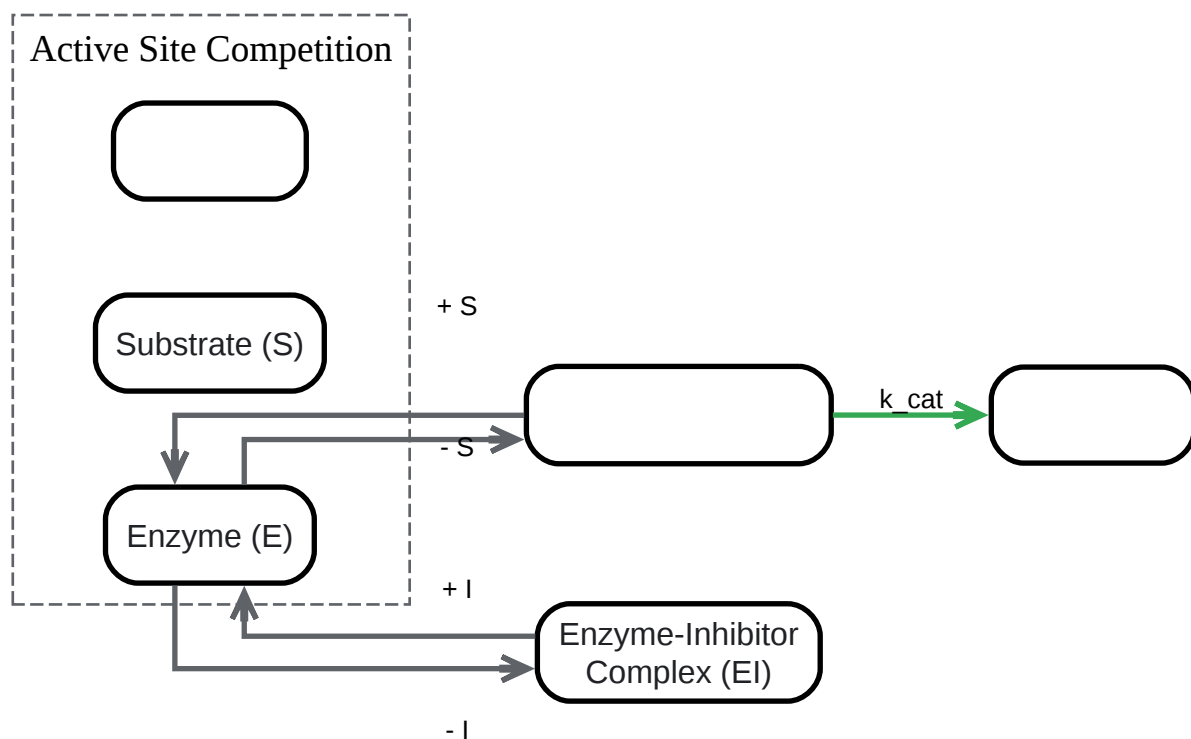 Active Site Competition
+ S
Substrate (S)
k_cat
- S
Enzyme (E)
+ I
Enzyme-Inhibitor
Complex (EI)
- I